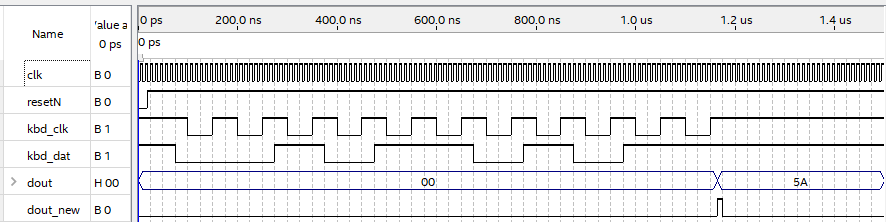 Name
Value a
0 ps
0 ps
200.0 ns
400.0 ns
600.0 ns
800.0 ns
1.0 us
1.2 us
1.4 us
0 ps
clk
B 0
resetN
B 0
kbd_clk
B 1
kbd_dat
B 1
dout
H 00
00
5A
dout_new
B 0